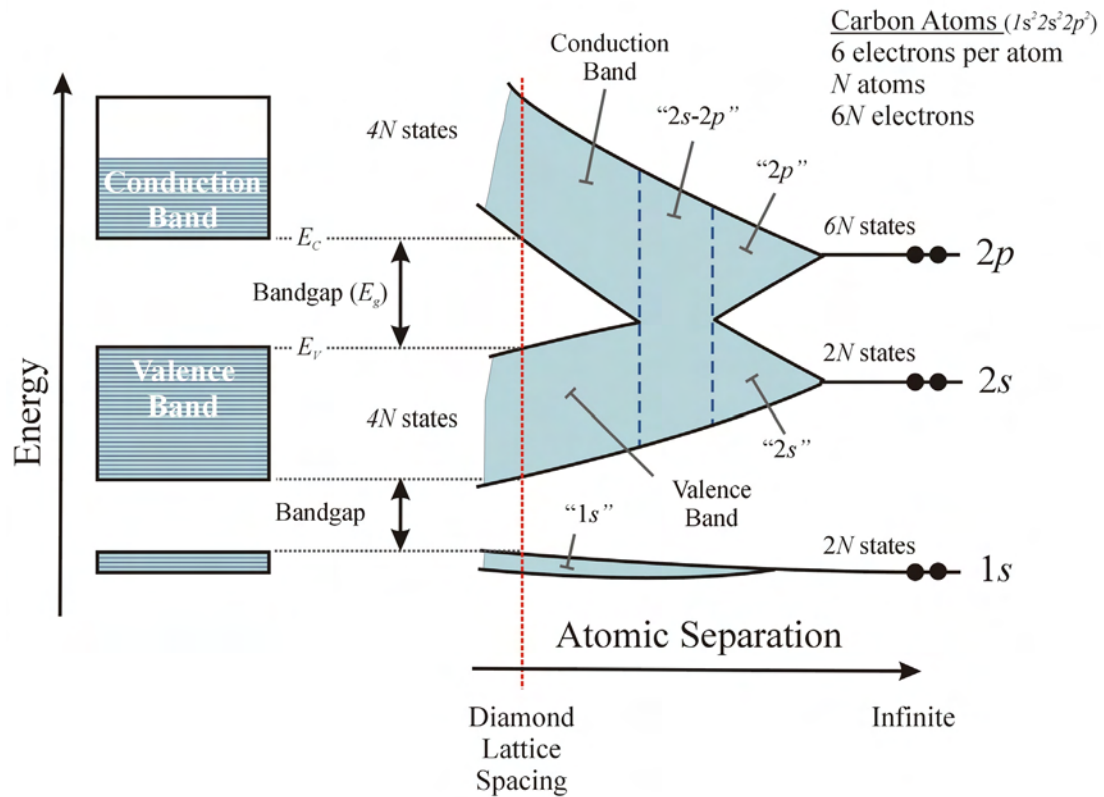 Carbon Atoms (1s²2s²2p²)
6 electrons per atom
N atoms
6N electrons
Conduction
Band
"2s-2p"
"2p"
4N states
Conduction
Band
E_C
6N states
2p
Bandgap (E_g)
E_V
Valence
Band
2N states
2s
4N states
"2s"
Valence
Band
Bandgap
"1s"
2N states
1s
Energy
Atomic Separation
Diamond
Lattice
Spacing
Infinite